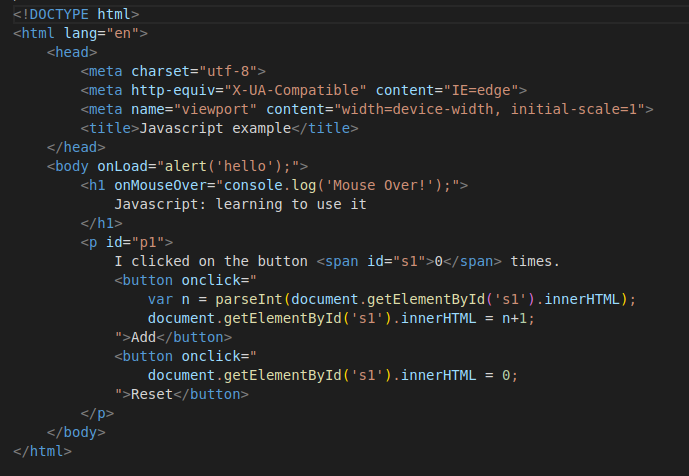 <!DOCTYPE html>
<html lang="en">
    <head>
        <meta charset="utf-8">
        <meta http-equiv="X-UA-Compatible" content="IE=edge">
        <meta name="viewport" content="width=device-width, initial-scale=1">
        <title>Javascript example</title>
    </head>
    <body onLoad="alert('hello');">
        <h1 onMouseOver="console.log('Mouse Over!');">
            Javascript: learning to use it
        </h1>
        <p id="p1">
            I clicked on the button <span id="s1">0</span> times.
            <button onclick="
                var n = parseInt(document.getElementById('s1').innerHTML);
                document.getElementById('s1').innerHTML = n+1;
            ">Add</button>
            <button onclick="
                document.getElementById('s1').innerHTML = 0;
            ">Reset</button>
        </p>
    </body>
</html>